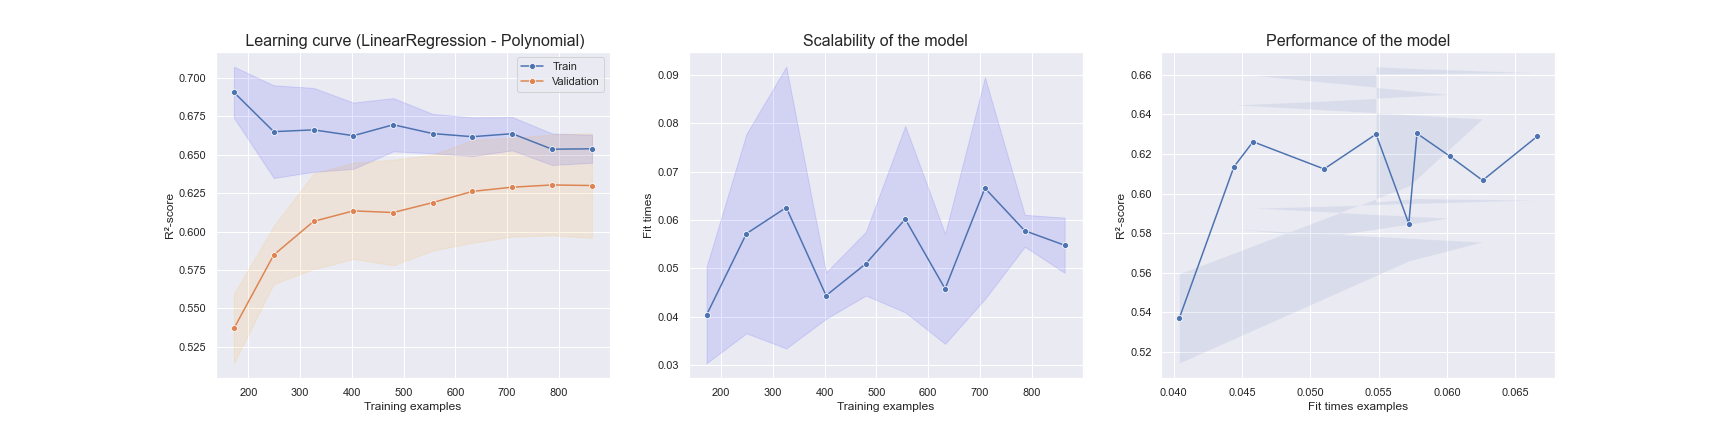 Learning curve (LinearRegression - Polynomial)
Train
Validation
0.700
0.675
0.650
0.625
0.600
0.575
0.550
0.525
R²-score
200 300 400 500 600 700 800
Training examples
Scalability of the model
0.09
0.08
0.07
0.06
0.05
0.04
0.03
Fit times
200 300 400 500 600 700 800
Training examples
Performance of the model
0.66
0.64
0.62
0.60
0.58
0.56
0.54
0.52
R²-score
0.040 0.045 0.050 0.055 0.060 0.065
Fit times examples